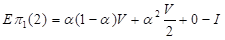 Eπ₁(2) = α(1−α)V + α² V/2 + 0 − I